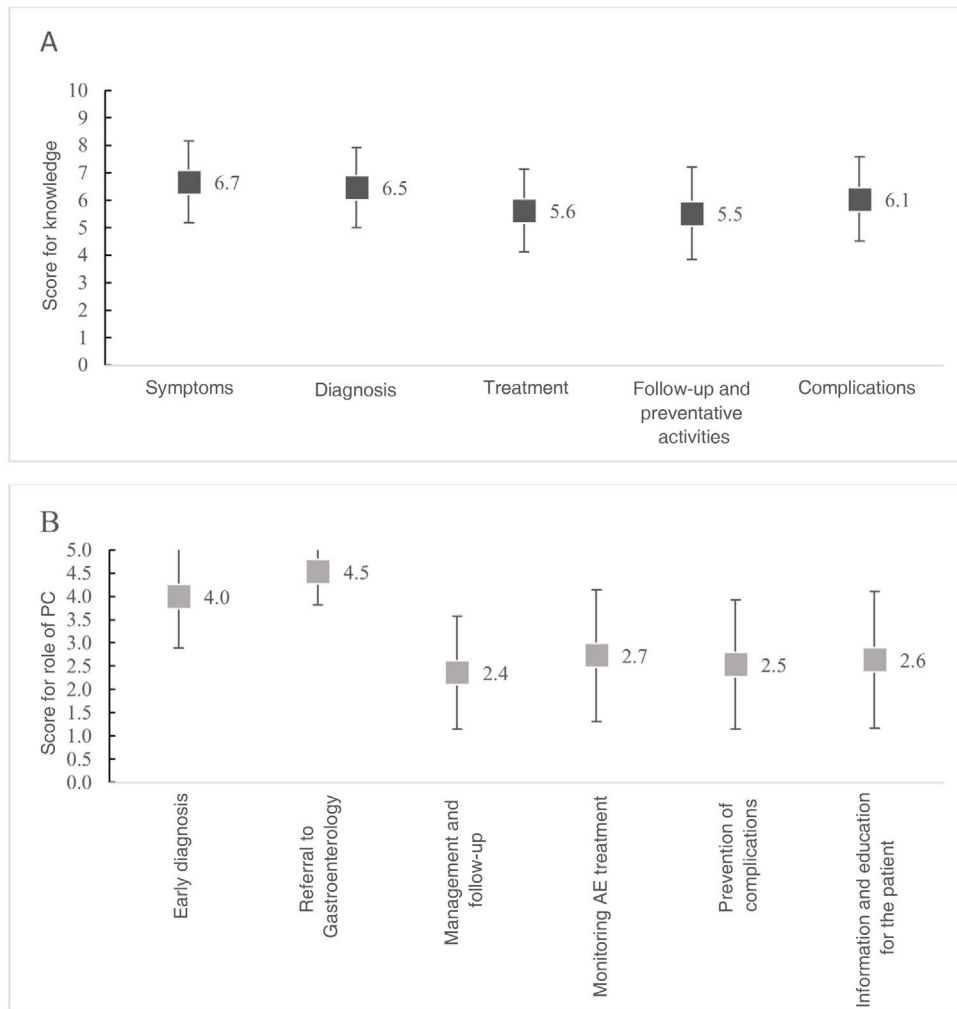 A
Score for knowledge
10
9
8
7
6
5
4
3
2
1
0
6.7
6.5
5.6
5.5
6.1
Symptoms
Diagnosis
Treatment
Follow-up and
preventative
activities
Complications
B
Score for role of PC
5.0
4.5
4.0
3.5
3.0
2.5
2.0
1.5
1.0
0.5
0.0
4.0
4.5
2.4
2.7
2.5
2.6
Early diagnosis
Referral to
Gastroenterology
Management and
follow-up
Monitoring AE treatment
Prevention of
complications
Information and education
for the patient